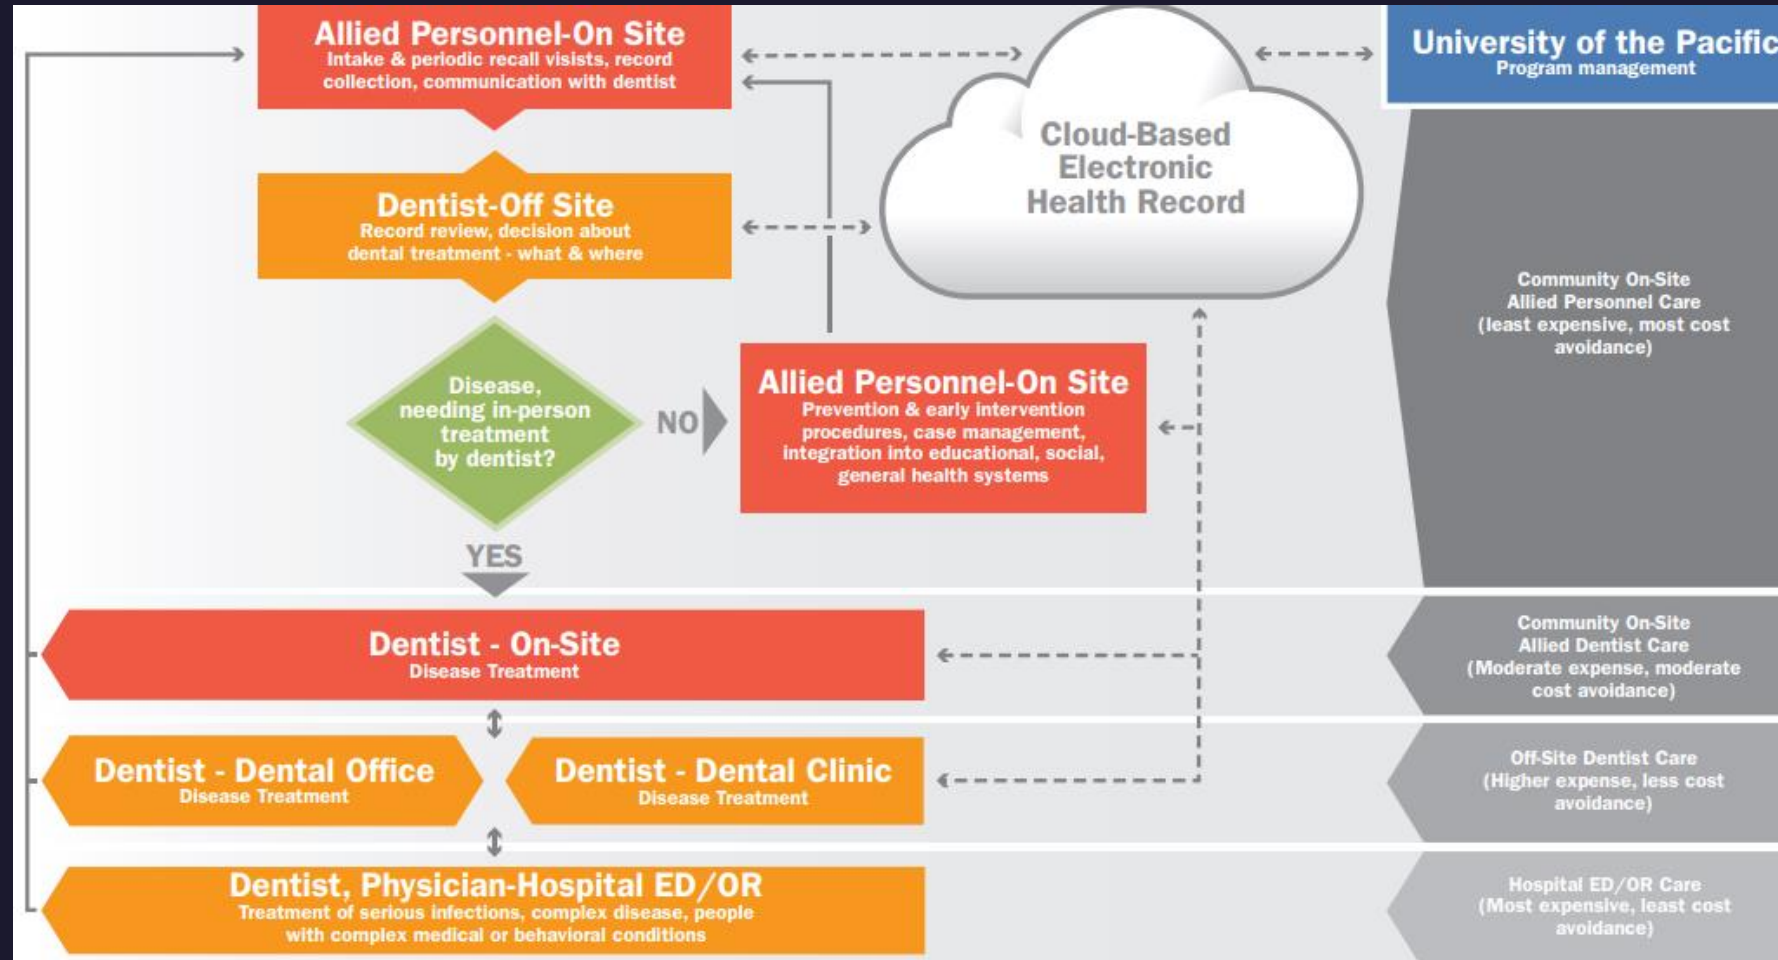 Allied Personnel-On Site
Intake & periodic recall visists, record
collection, communication with dentist
University of the Pacific
Program management
Cloud-Based
Electronic
Health Record
Dentist-Off Site
Record review, decision about
dental treatment - what & where
Community On-Site
Allied Personnel Care
(least expensive, most cost
avoidance)
Disease,
needing in-person
treatment
by dentist?
NO
Allied Personnel-On Site
Prevention & early intervention
procedures, case management,
integration into educational, social,
general health systems
YES
Dentist - On-Site
Disease Treatment
Community On-Site
Allied Dentist Care
(Moderate expense, moderate
cost avoidance)
Dentist - Dental Office
Disease Treatment
Dentist - Dental Clinic
Disease Treatment
Off-Site Dentist Care
(Higher expense, less cost
avoidance)
Dentist, Physician-Hospital ED/OR
Treatment of serious infections, complex disease, people
with complex medical or behavioral conditions
Hospital ED/OR Care
(Most expensive, least cost
avoidance)